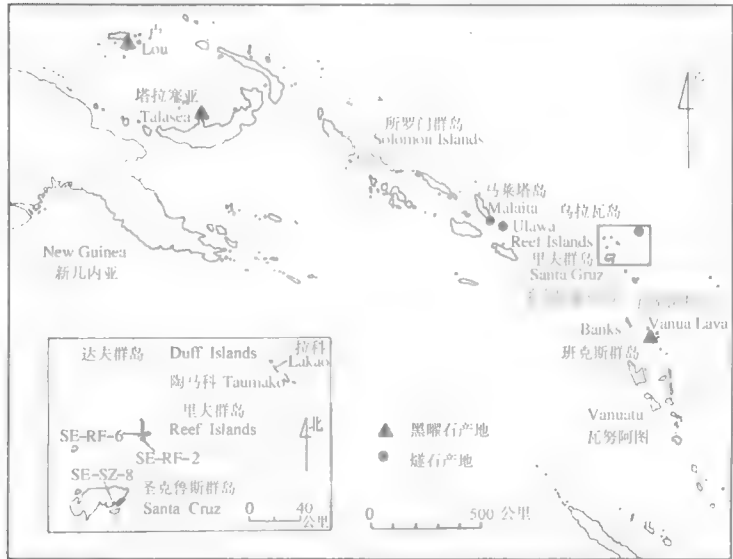 Lou
塔拉塞亚
Talasea
所罗门群岛
Solomon Islands
马莱塔岛
Malaita
乌拉瓦岛
Ulawa
Reef Islands
里夫群岛
Santa Cruz
New Guinea
新几内亚
Banks
Vanua Lava
班克斯群岛
Vanuatu
瓦努阿图
达夫群岛
Duff Islands
拉科
Lakao
陶马科 Taumako
里夫群岛
Reef Islands
北
SE-RF-6
SE-RF-2
SE-SZ-8
圣克鲁斯群岛
Santa Cruz
0 40
公里
黑曜石产地
燧石产地
0 500 公里